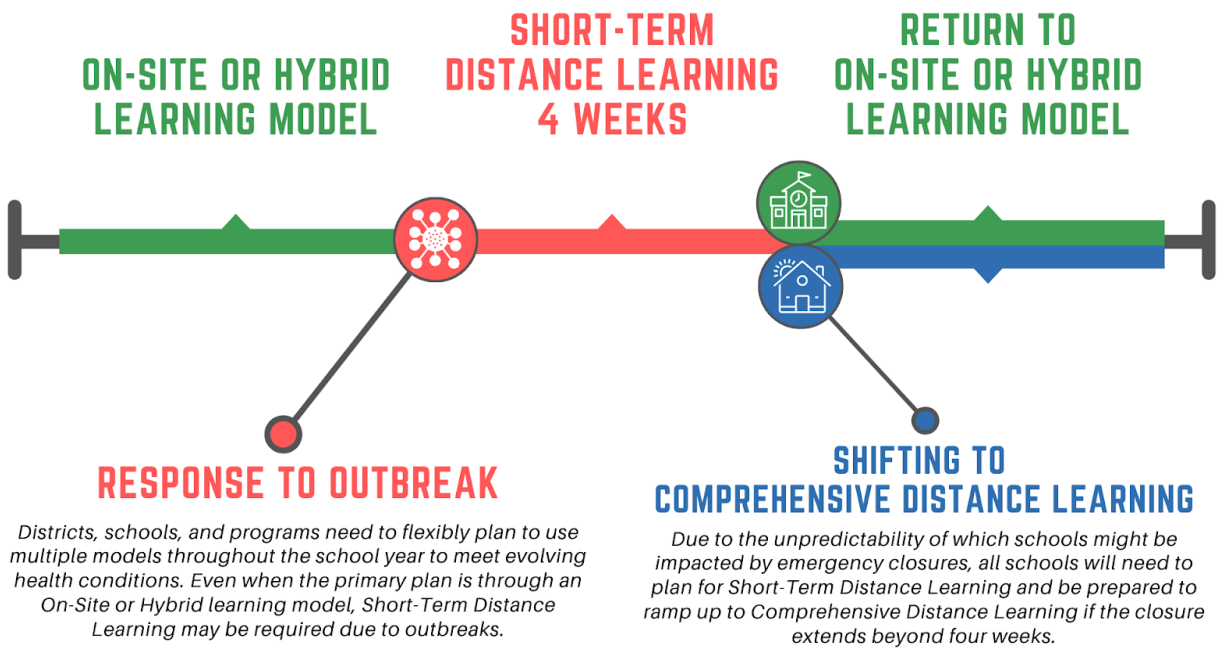 ON-SITE OR HYBRID
LEARNING MODEL
SHORT-TERM
DISTANCE LEARNING
4 WEEKS
RETURN TO
ON-SITE OR HYBRID
LEARNING MODEL
RESPONSE TO OUTBREAK
Districts, schools, and programs need to flexibly plan to use
multiple models throughout the school year to meet evolving
health conditions. Even when the primary plan is through an
On-Site or Hybrid learning model, Short-Term Distance
Learning may be required due to outbreaks.
SHIFTING TO
COMPREHENSIVE DISTANCE LEARNING
Due to the unpredictability of which schools might be
impacted by emergency closures, all schools will need to
plan for Short-Term Distance Learning and be prepared to
ramp up to Comprehensive Distance Learning if the closure
extends beyond four weeks.